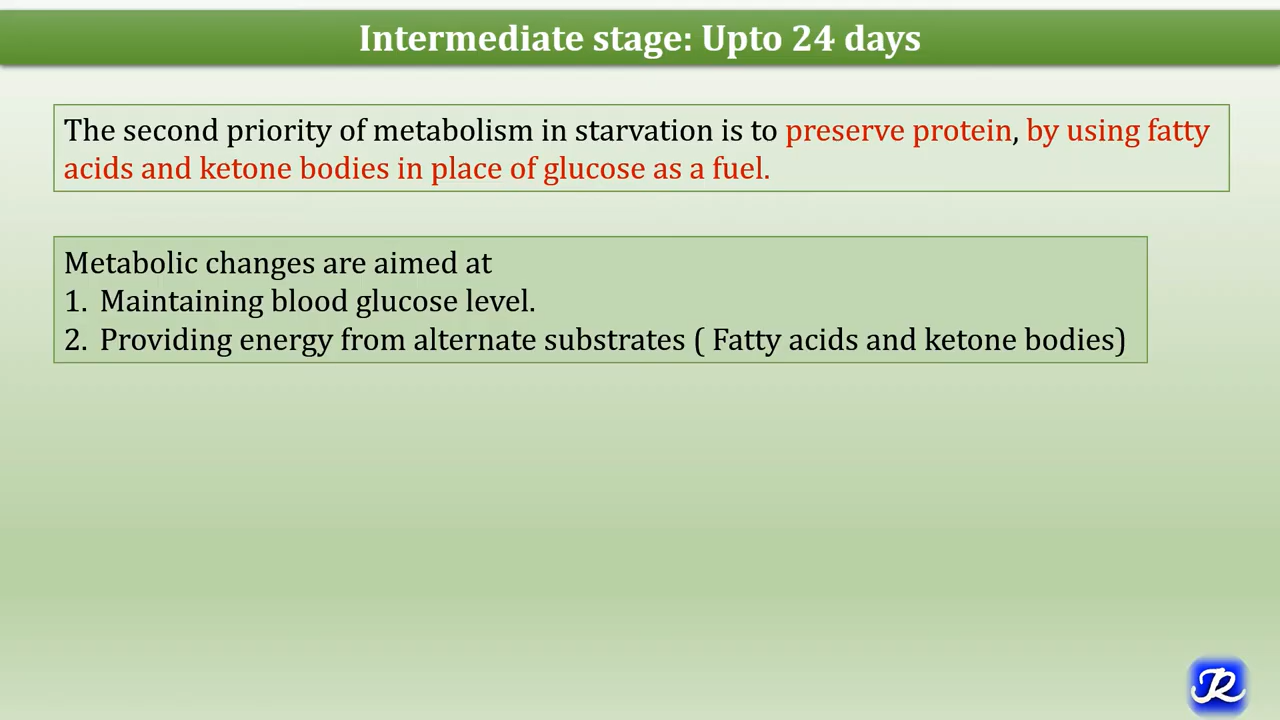 Intermediate stage: Upto 24 days
The second priority of metabolism in starvation is to preserve protein, by using fatty
acids and ketone bodies in place of glucose as a fuel.
Metabolic changes are aimed at
1. Maintaining blood glucose level.
2. Providing energy from alternate substrates ( Fatty acids and ketone bodies)
JR